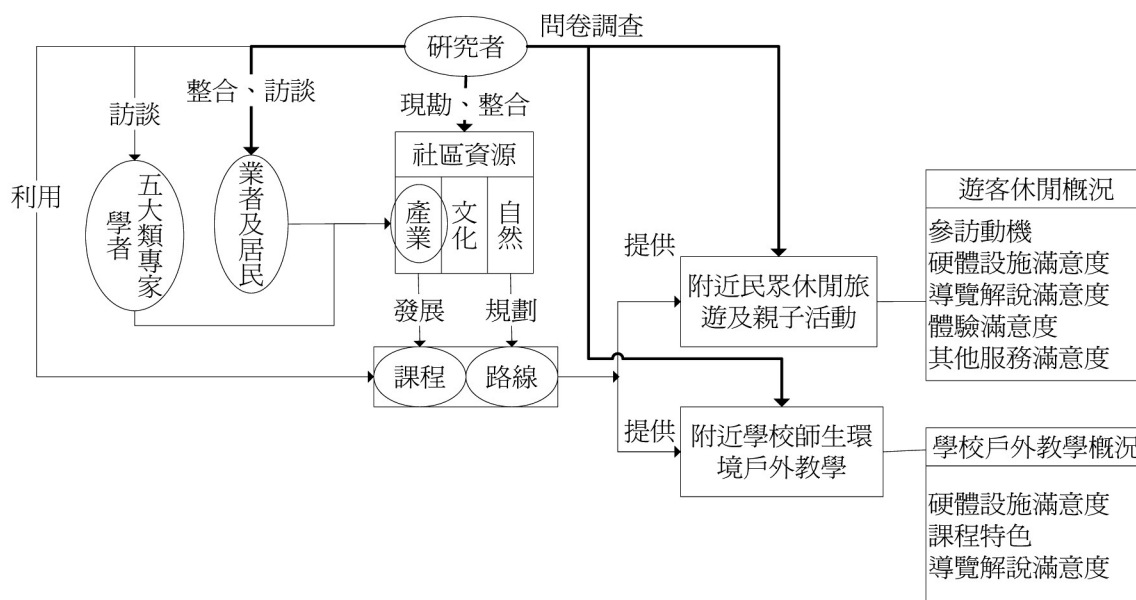 問卷調查
研究者
整合、訪談
訪談
現勘、整合
社區資源
利用
五大類專家
學者
業者及居民
產業
文化
自然
發展
規劃
課程
路線
提供
附近民眾休閒旅
遊及親子活動
遊客休閒概況
參訪動機
硬體設施滿意度
導覽解說滿意度
體驗滿意度
其他服務滿意度
提供
附近學校師生環
境戶外教學
學校戶外教學概況
硬體設施滿意度
課程特色
導覽解說滿意度